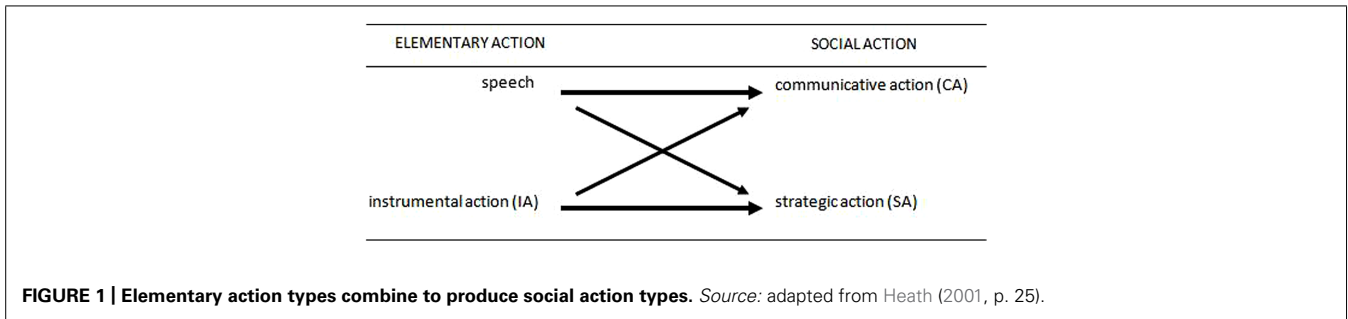 ELEMENTARY ACTION SOCIAL ACTION
speech communicative action (CA)
instrumental action (IA) strategic action (SA)
FIGURE 1 | Elementary action types combine to produce social action types. Source: adapted from Heath (2001, p. 25).